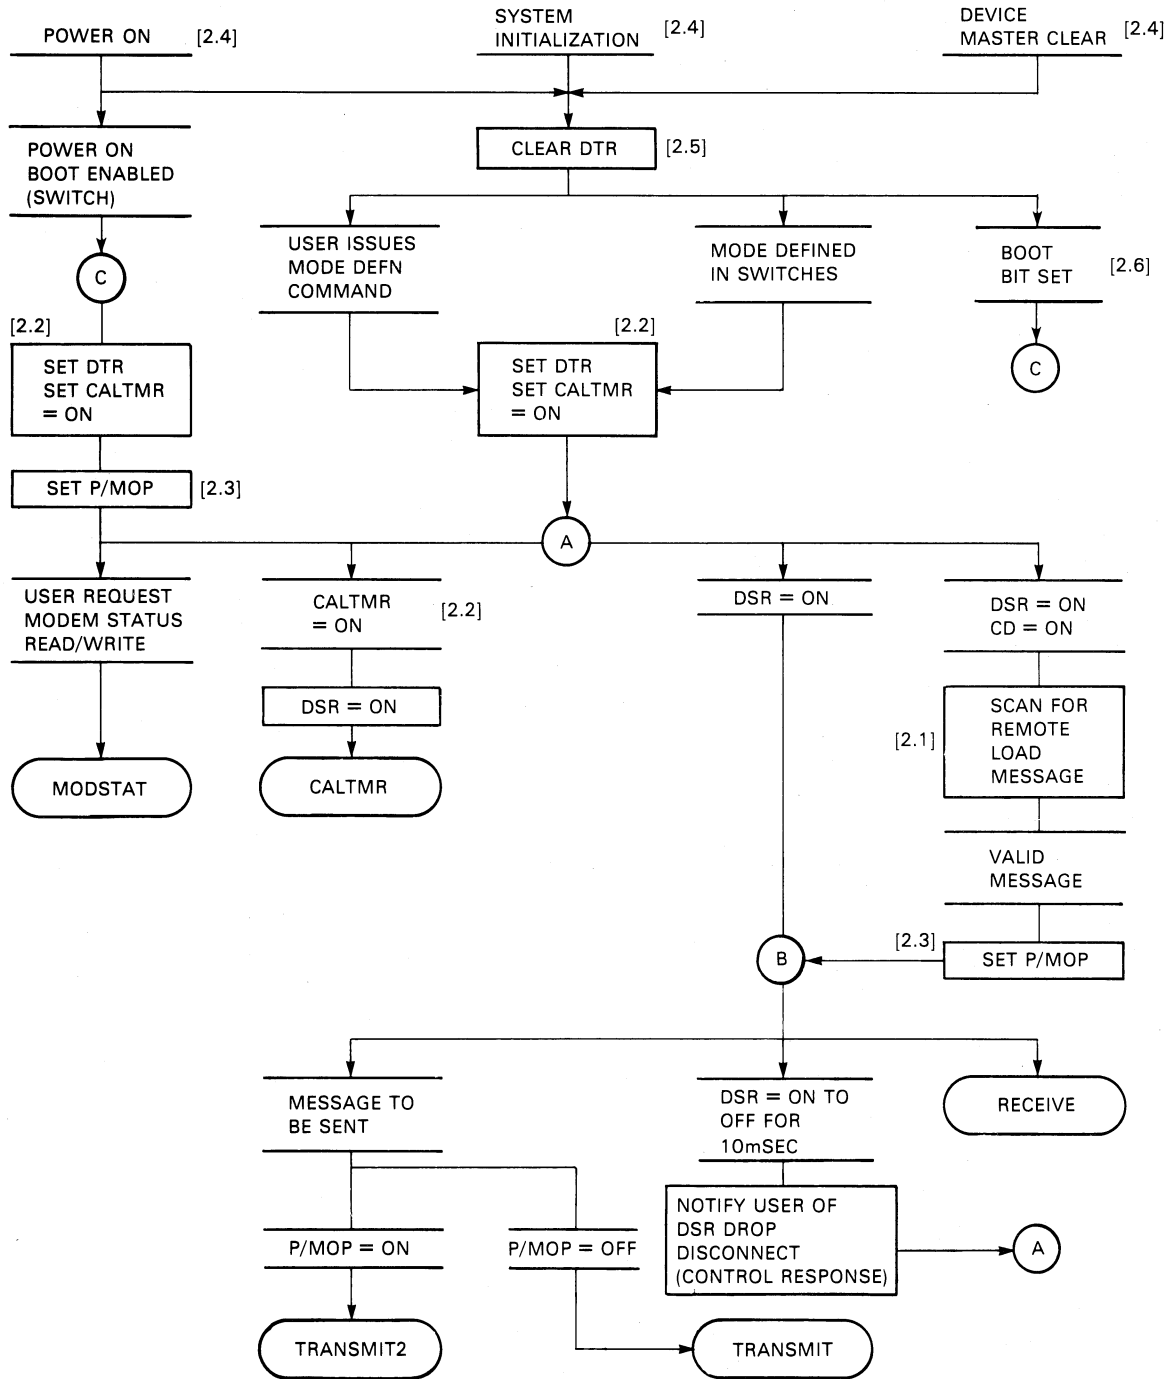 POWER ON [2.4]
SYSTEM
INITIALIZATION [2.4]
DEVICE
MASTER CLEAR [2.4]
POWER ON
BOOT ENABLED
(SWITCH)
CLEAR DTR [2.5]
USER ISSUES
MODE DEFN
COMMAND
MODE DEFINED
IN SWITCHES
BOOT
BIT SET
[2.6]
C
[2.2]
SET DTR
SET CALTMR
= ON
[2.2]
SET DTR
SET CALTMR
= ON
C
SET P/MOP [2.3]
A
USER REQUEST
MODEM STATUS
READ/WRITE
CALTMR
= ON
[2.2]
DSR = ON
DSR = ON
CD = ON
DSR = ON
[2.1]
SCAN FOR
REMOTE
LOAD
MESSAGE
MODSTAT
CALTMR
VALID
MESSAGE
B
[2.3]
SET P/MOP
MESSAGE TO
BE SENT
DSR = ON TO
OFF FOR
10mSEC
RECEIVE
P/MOP = ON
P/MOP = OFF
NOTIFY USER OF
DSR DROP
DISCONNECT
(CONTROL RESPONSE)
A
TRANSMIT2
TRANSMIT